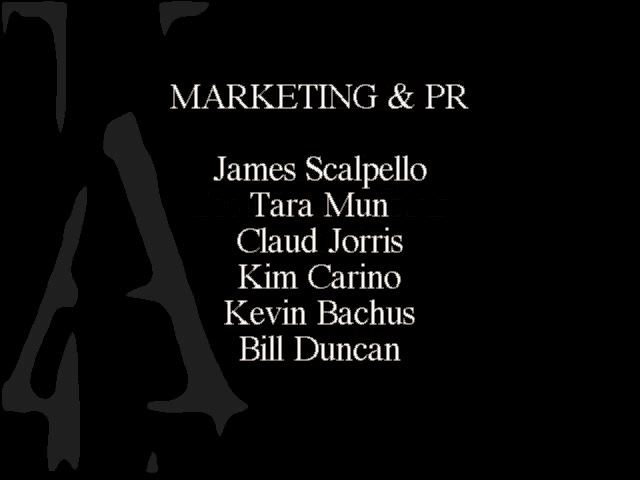 MARKETING & PR
James Scalpello
Tara Mun
Claud Jorris
Kim Carino
Kevin Bachus
Bill Duncan